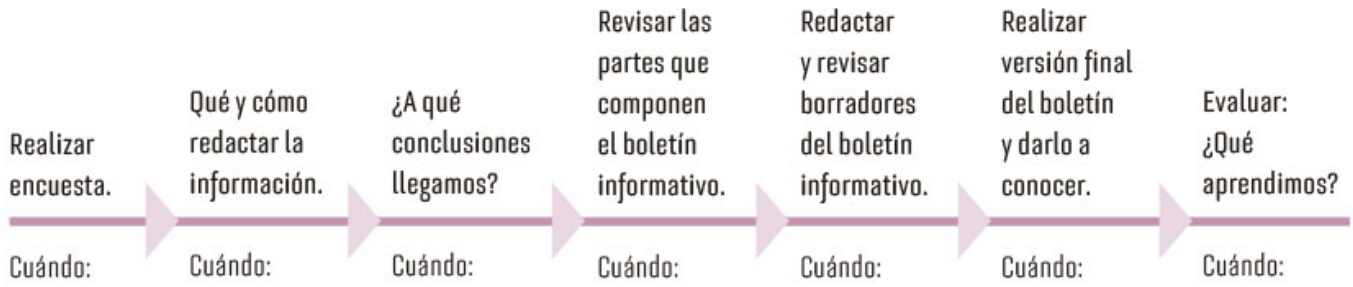 Realizar
encuesta.
Qué y cómo
redactar la
información.
¿A qué
conclusiones
llegamos?
Revisar las
partes que
componen
el boletín
informativo.
Redactar
y revisar
borradores
del boletín
informativo.
Realizar
versión final
del boletín
y darlo a
conocer.
Evaluar:
¿Qué
aprendimos?
Cuándo:
Cuándo:
Cuándo:
Cuándo:
Cuándo:
Cuándo:
Cuándo: